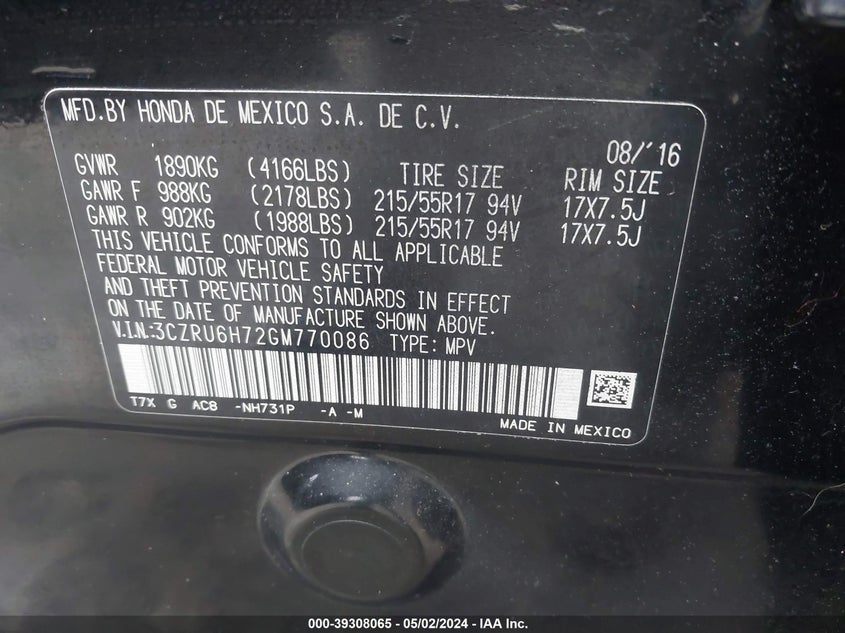 MFD.BY HONDA DE MEXICO S.A. DE C.V.
08/'16
GVWR 1890KG (4166LBS) TIRE SIZE RIM SIZE
GAWR F 988KG (2178LBS) 215/55R17 94V 17X7.5J
GAWR R 902KG (1988LBS) 215/55R17 94V 17X7.5J
THIS VEHICLE CONFORMS TO ALL APPLICABLE
FEDERAL MOTOR VEHICLE SAFETY
AND THEFT PREVENTION STANDARDS IN EFFECT
ON THE DATE OF MANUFACTURE SHOWN ABOVE.
V.I.N.:3CZRU6H72GM770086 TYPE: MPV
T7X G AC8 -NH731P -A -M
MADE IN MEXICO
000-39308065 - 05/02/2024 - IAA Inc.